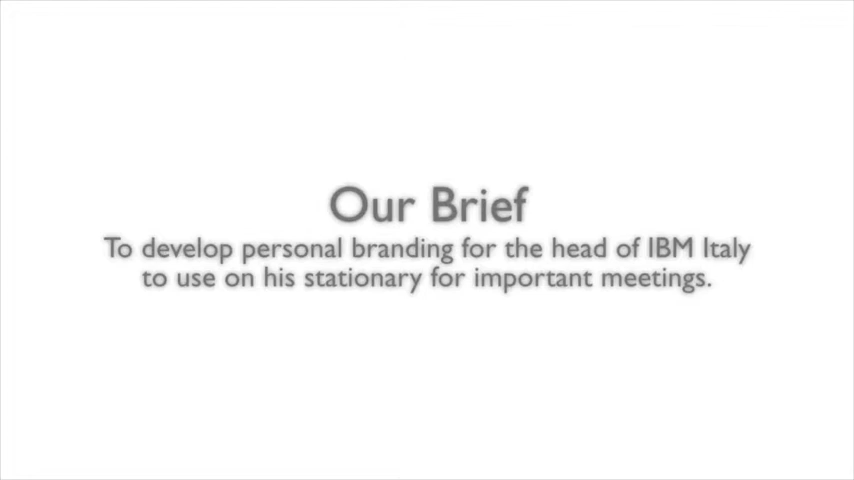 Our Brief
To develop personal branding for the head of IBM Italy
to use on his stationary for important meetings.